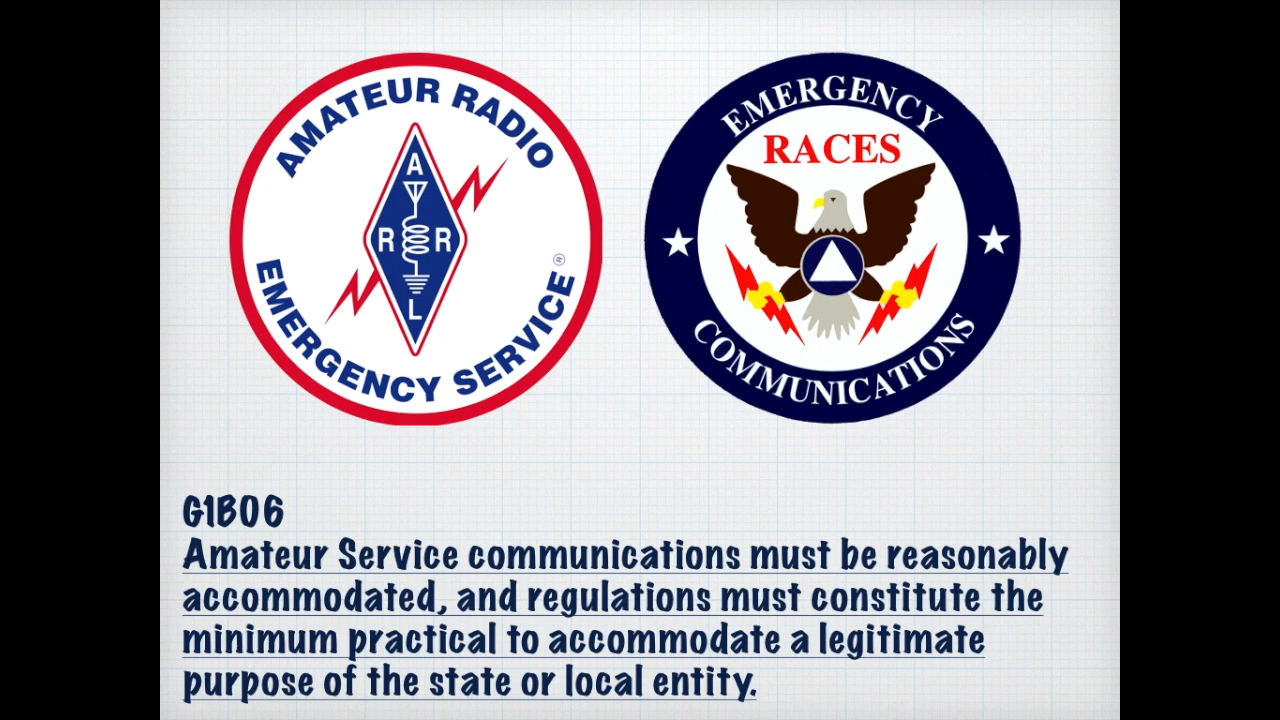 AMATEUR RADIO
A
R R
L
EMERGENCY SERVICE®
EMERGENCY
RACES
COMMUNICATIONS
G1B06
Amateur Service communications must be reasonably
accommodated, and regulations must constitute the
minimum practical to accommodate a legitimate
purpose of the state or local entity.